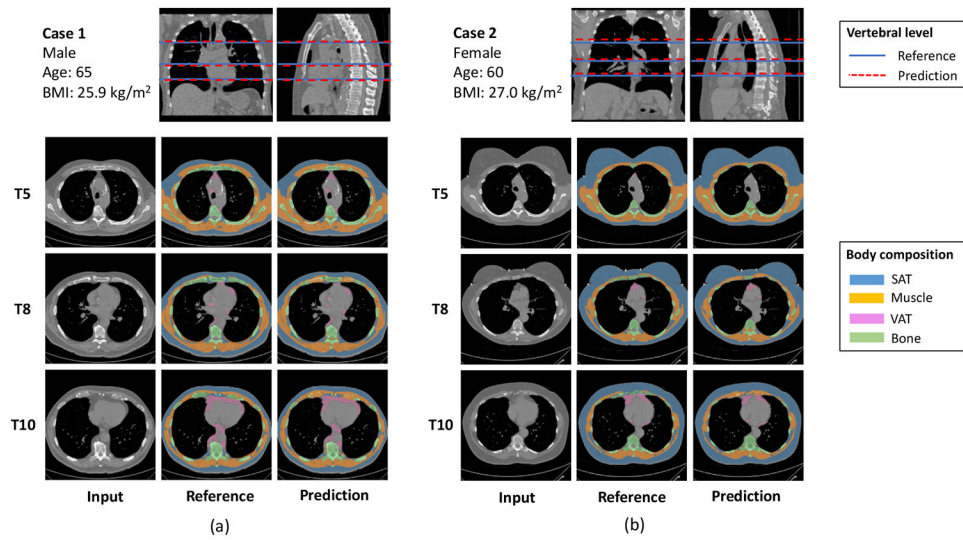 Case 1
Male
Age: 65
BMI: 25.9 kg/m²
Case 2
Female
Age: 60
BMI: 27.0 kg/m²
Vertebral level
Reference
Prediction
T5
T8
T10
Input
Reference
Prediction
(a)
T5
T8
T10
Input
Reference
Prediction
(b)
Body composition
SAT
Muscle
VAT
Bone